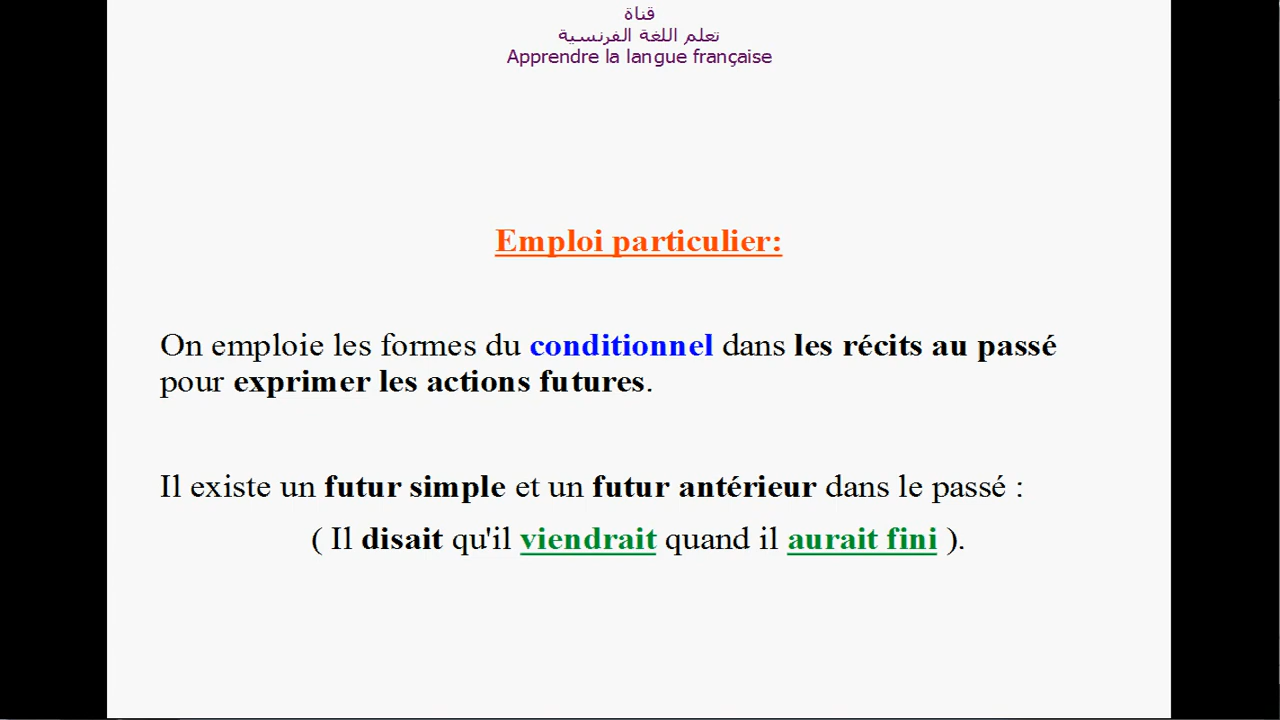 قناة
تعلم اللغة الفرنسية
Apprendre la langue française
Emploi particulier:
On emploie les formes du conditionnel dans les récits au passé
pour exprimer les actions futures.
Il existe un futur simple et un futur antérieur dans le passé :
( Il disait qu'il viendrait quand il aurait fini ).